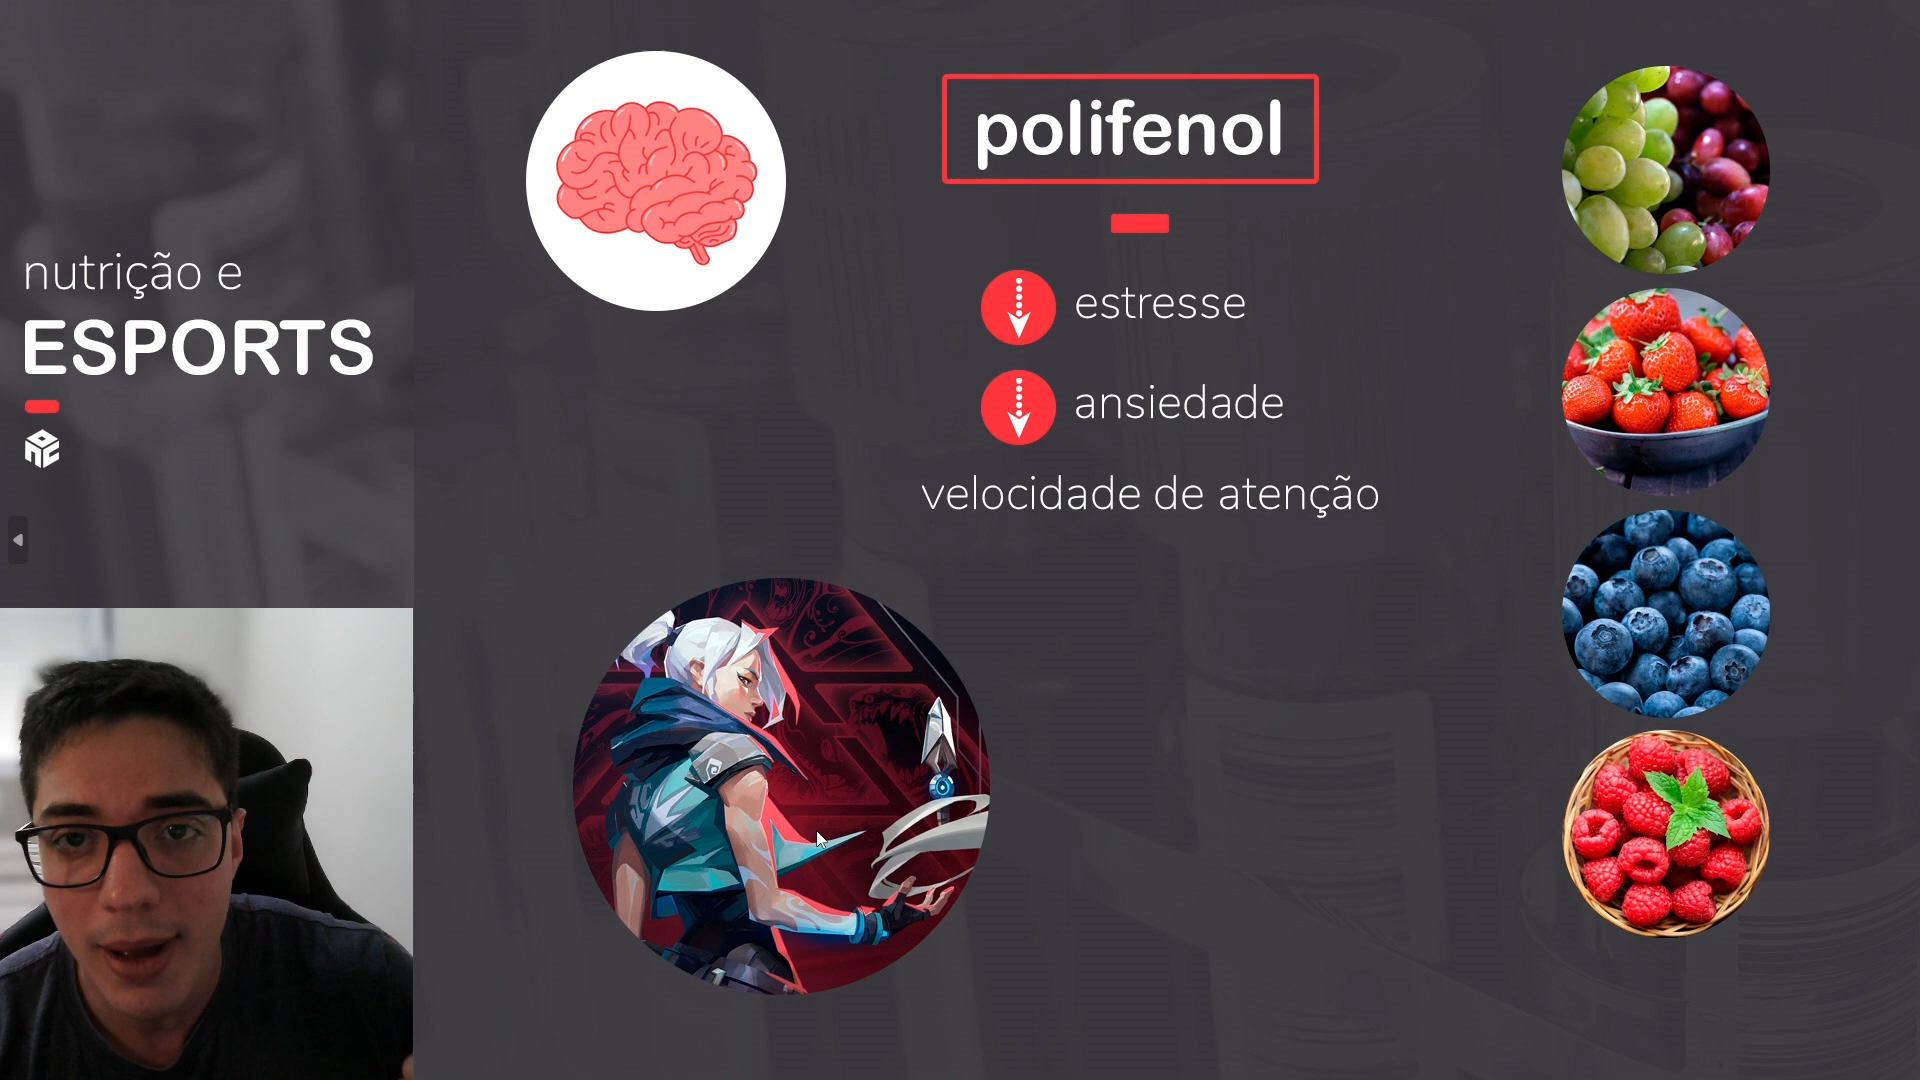 nutrição e
ESPORTS
polifenol
estresse
ansiedade
velocidade de atenção